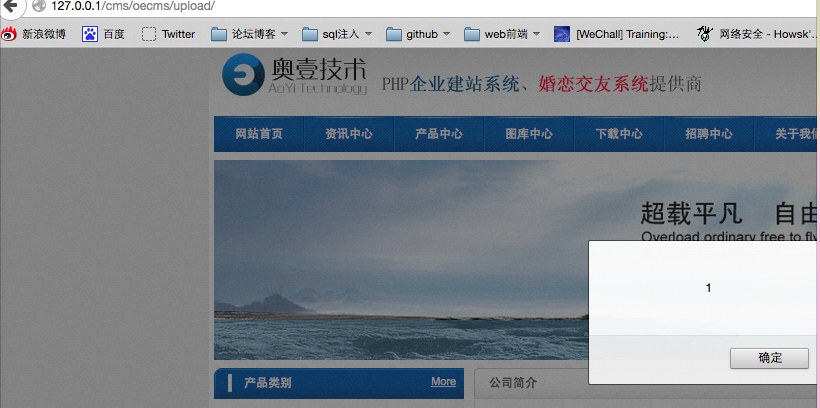 127.0.0.1/cms/oecms/upload/
新浪微博 百度 Twitter 论坛博客 sql注入 github web前端 [WeChall] Training:... 网络安全 - Howsk'...
奥壹技术
AoYi Technology
PHP企业建站系统、婚恋交友系统提供商
网站首页 资讯中心 产品中心 图库中心 下载中心 招聘中心 关于我们
超载平凡 自由
Overload ordinary free to fly
1
确定
产品类别 More 公司简介